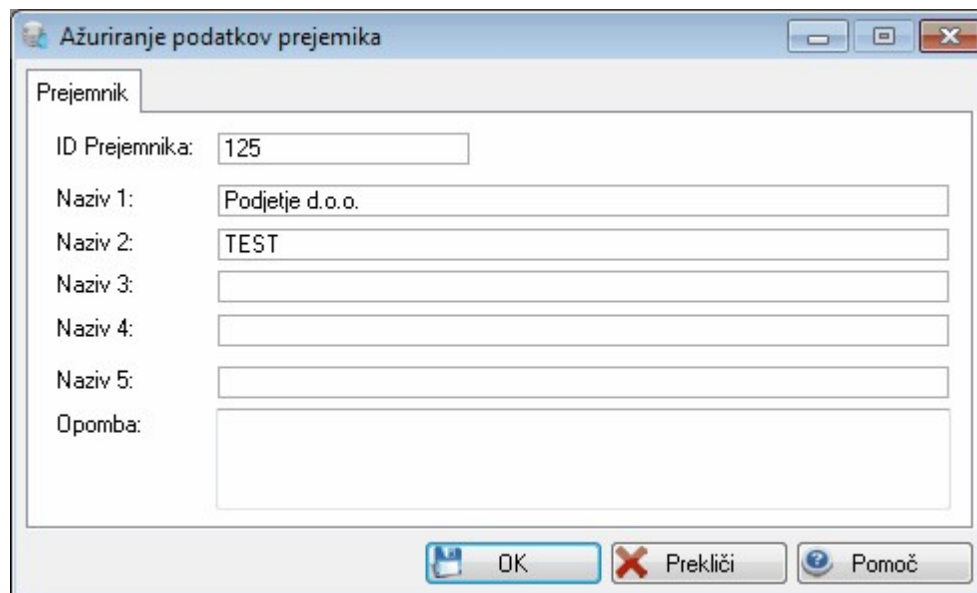 Ažuriranje podatkov prejemika
Prejemnik
ID Prejemnika: 125
Naziv 1: Podjetje d.o.o.
Naziv 2: TEST
Naziv 3:
Naziv 4:
Naziv 5:
Opomba:
OK Prekliči Pomoč